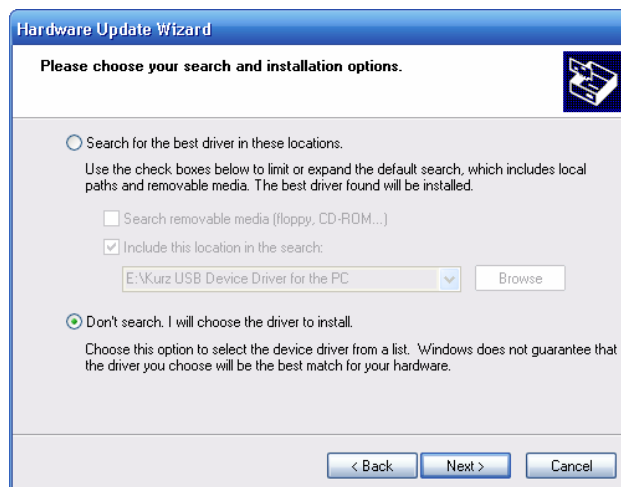 Hardware Update Wizard
Please choose your search and installation options.
Search for the best driver in these locations.
Use the check boxes below to limit or expand the default search, which includes local
paths and removable media. The best driver found will be installed.
Search removable media (floppy, CD-ROM...)
Include this location in the search:
E:\Kurz USB Device Driver for the PC
Browse
Don't search. I will choose the driver to install.
Choose this option to select the device driver from a list. Windows does not guarantee that
the driver you choose will be the best match for your hardware.
< Back Next > Cancel